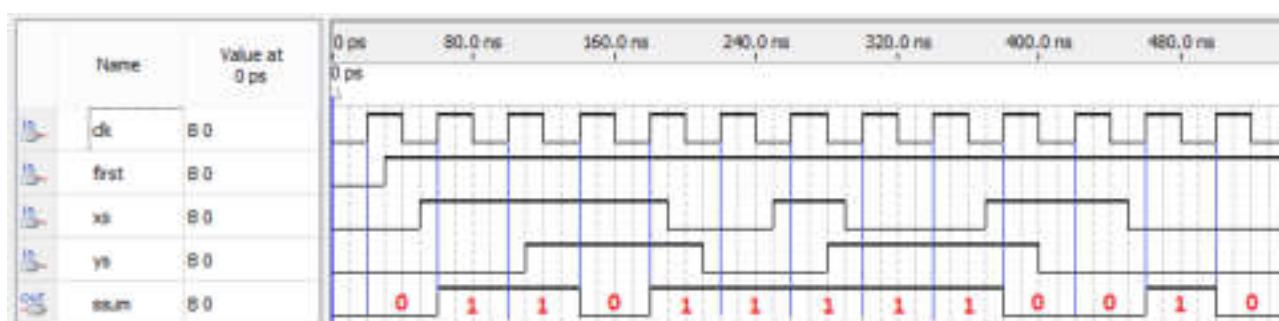 Name
Value at
0 ps
0 ps 80.0 ns 160.0 ns 240.0 ns 320.0 ns 400.0 ns 480.0 ns
0 ps
clk B 0
first B 0
xs B 0
ys B 0
ssum B 0 0 1 1 0 1 1 1 1 1 0 0 1 0